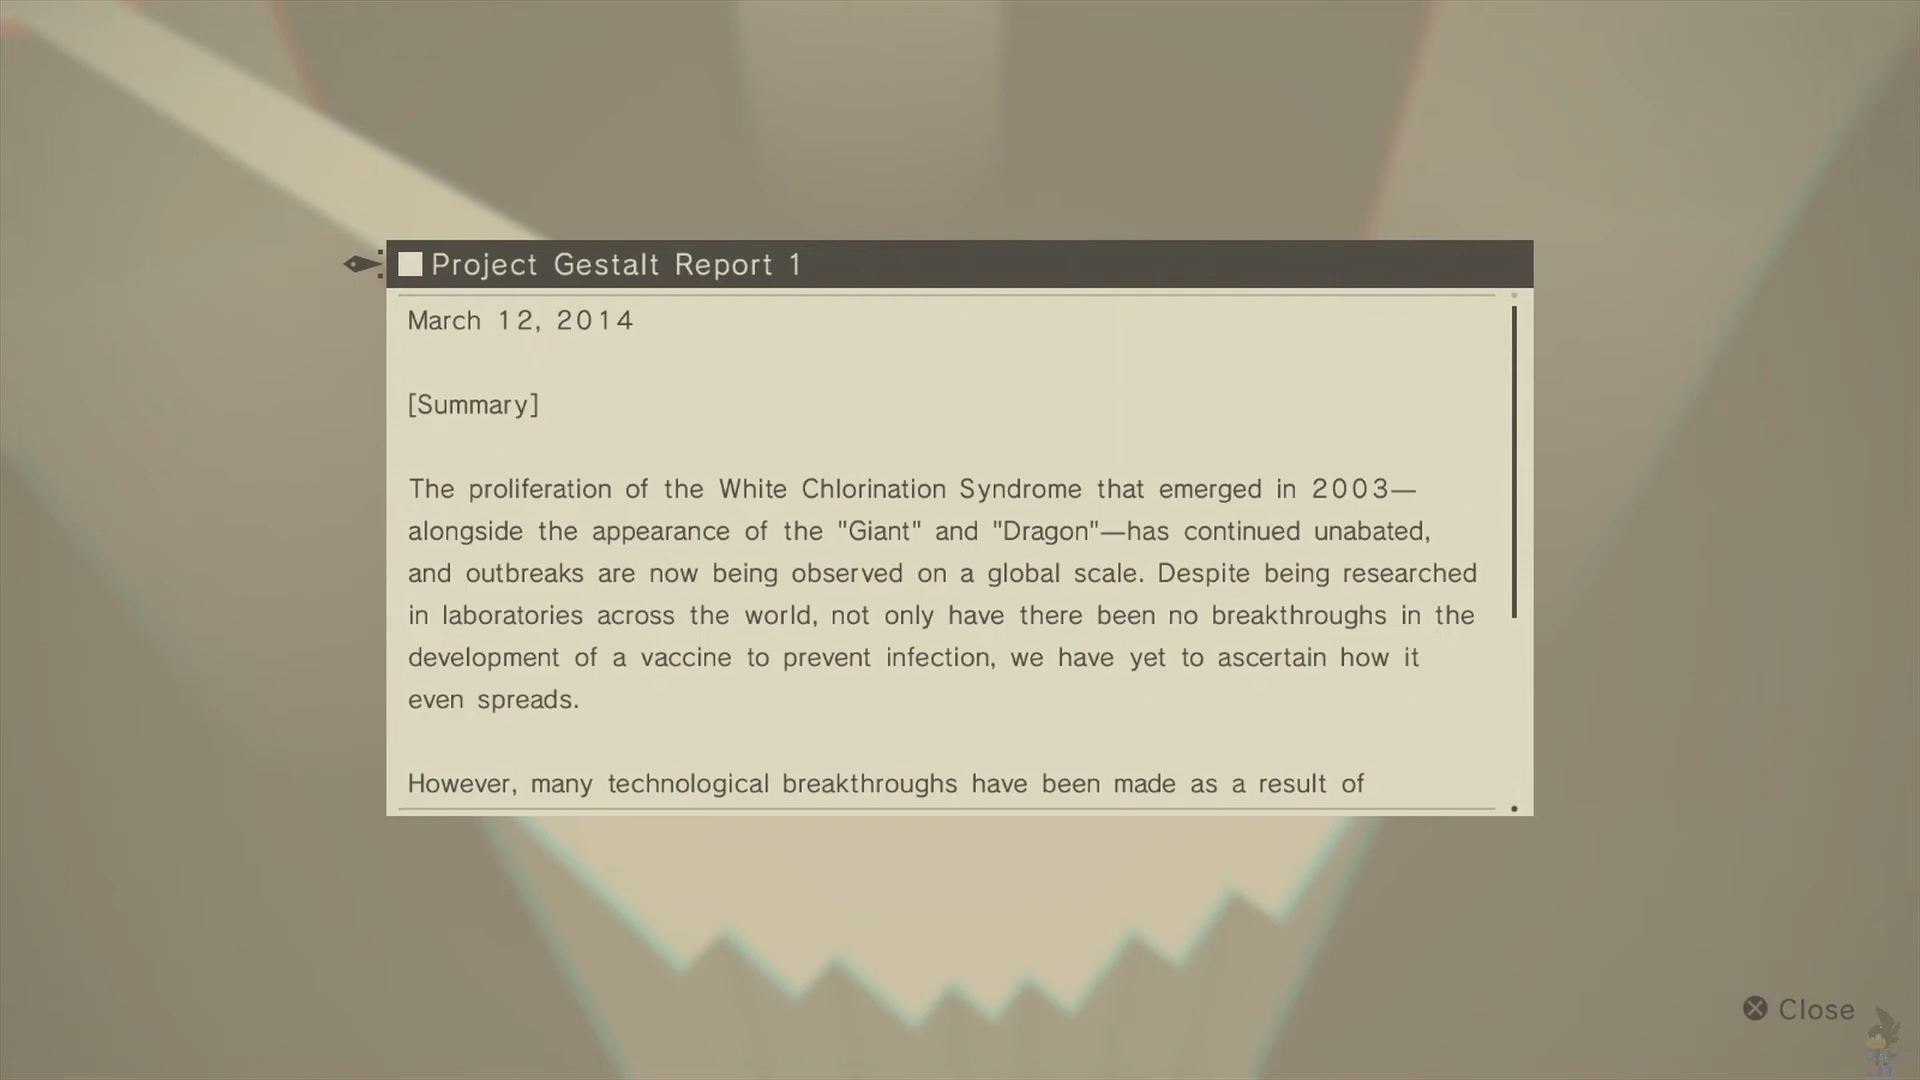 Project Gestalt Report 1
March 12, 2014
[Summary]
The proliferation of the White Chlorination Syndrome that emerged in 2003—
alongside the appearance of the "Giant" and "Dragon"—has continued unabated,
and outbreaks are now being observed on a global scale. Despite being researched
in laboratories across the world, not only have there been no breakthroughs in the
development of a vaccine to prevent infection, we have yet to ascertain how it
even spreads.
However, many technological breakthroughs have been made as a result of
Close